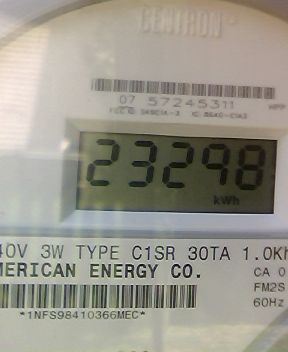 CENTRON
07 57245311
23298
kWh
40V 3W TYPE C1SR 30TA 1.0Kh
MERICAN ENERGY CO.
CA 0
FM2S
60Hz
*1NFS98410366MEC*